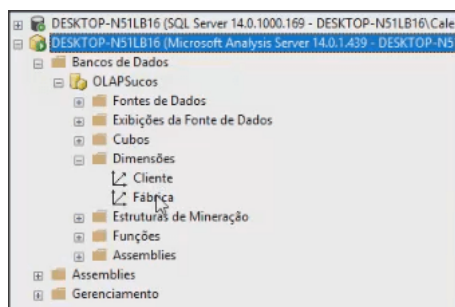 DESKTOP-N51LB16 (SQL Server 14.0.1000.169 - DESKTOP-N51LB16\Cale
DESKTOP-N51LB16 (Microsoft Analysis Server 14.0.1.439 - DESKTOP-N5
Bancos de Dados
OLAPSucos
Fontes de Dados
Exibições da Fonte de Dados
Cubos
Dimensões
Cliente
Fábrica
Estruturas de Mineração
Funções
Assemblies
Assemblies
Gerenciamento